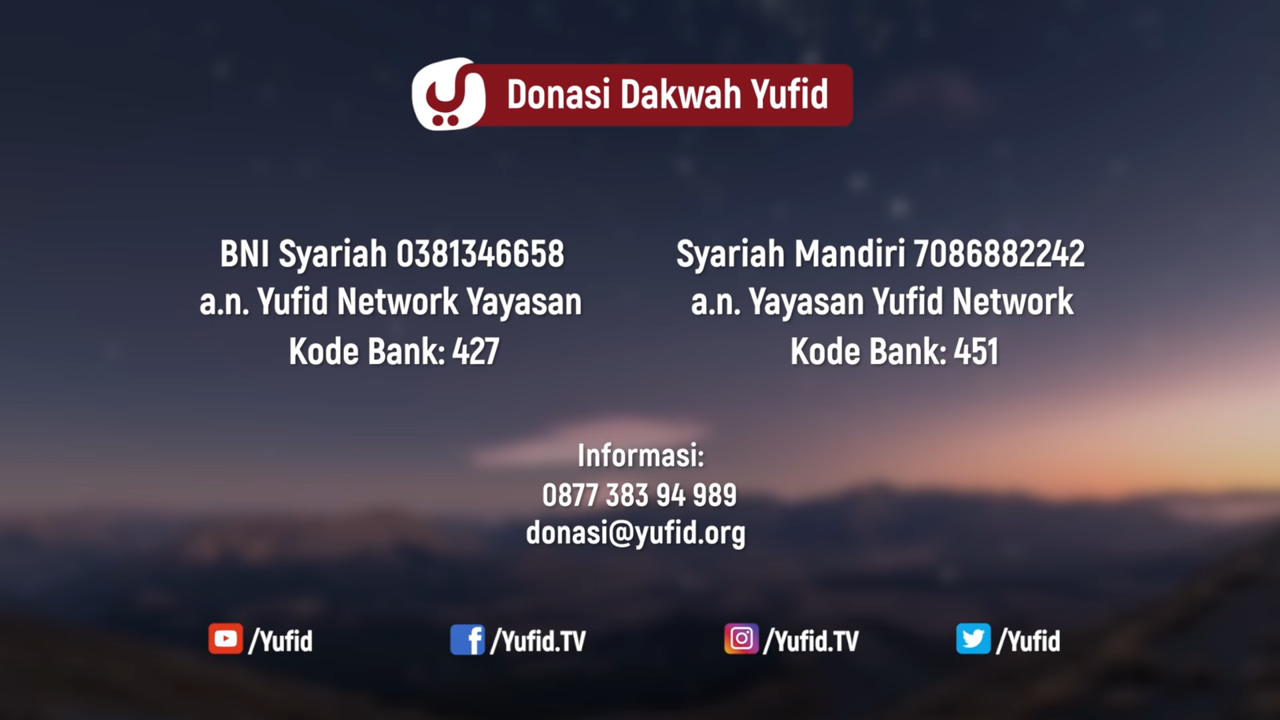 Donasi Dakwah Yufid
BNI Syariah 0381346658
a.n. Yufid Network Yayasan
Kode Bank: 427
Syariah Mandiri 7086882242
a.n. Yayasan Yufid Network
Kode Bank: 451
Informasi:
0877 383 94 989
donasi@yufid.org
/Yufid
/Yufid.TV
/Yufid.TV
/Yufid